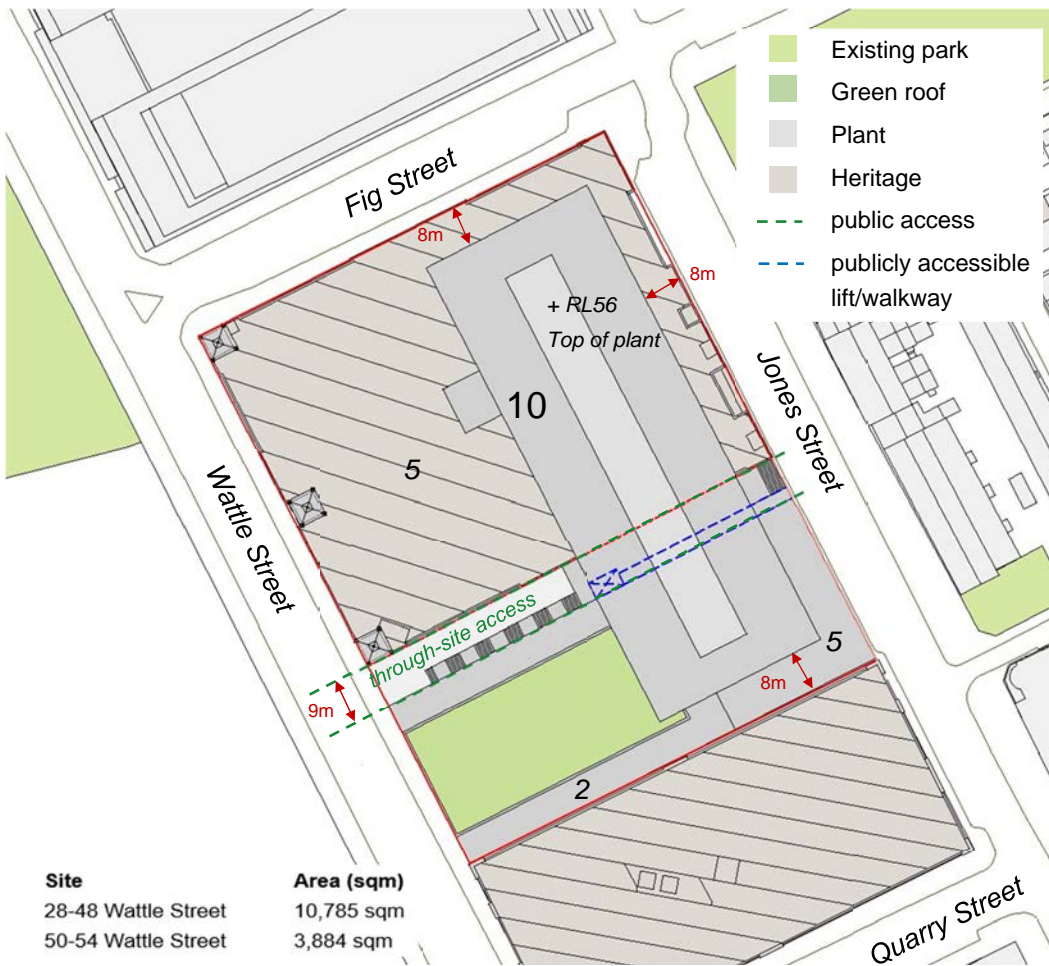 Existing park
Green roof
Plant
Heritage
public access
publicly accessible
lift/walkway
Fig Street
8m
8m
+ RL56
Top of plant
10
Jones Street
5
Wattle Street
through-site access
9m
5
8m
2
Site Area (sqm)
28-48 Wattle Street 10,785 sqm
50-54 Wattle Street 3,884 sqm
Quarry Street